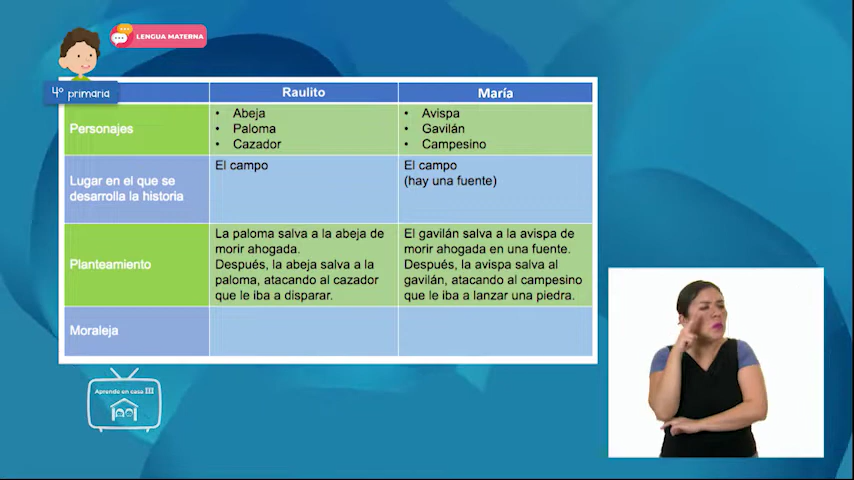 LENGUA MATERNA
4º primaria
Raulito
María
Personajes
• Abeja
• Paloma
• Cazador
• Avispa
• Gavilán
• Campesino
Lugar en el que se
desarrolla la historia
El campo
El campo
(hay una fuente)
Planteamiento
La paloma salva a la abeja de
morir ahogada.
Después, la abeja salva a la
paloma, atacando al cazador
que le iba a disparar.
El gavilán salva a la avispa de
morir ahogada en una fuente.
Después, la avispa salva al
gavilán, atacando al campesino
que le iba a lanzar una piedra.
Moraleja
Aprende en casa III